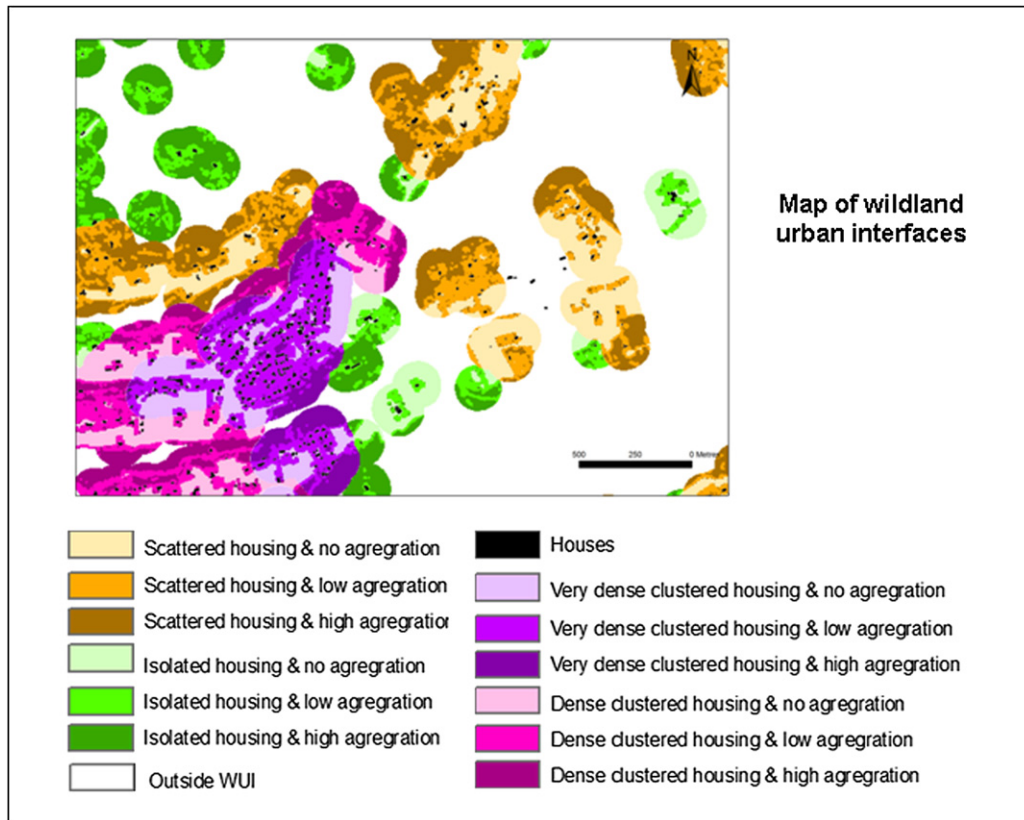 N
Map of wildland
urban interfaces
500 250 0 Metres
Scattered housing & no agregration
Scattered housing & low agregration
Scattered housing & high agregration
Isolated housing & no agregration
Isolated housing & low agregration
Isolated housing & high agregration
Outside WUI
Houses
Very dense clustered housing & no agregration
Very dense clustered housing & low agregration
Very dense clustered housing & high agregration
Dense clustered housing & no agregration
Dense clustered housing & low agregration
Dense clustered housing & high agregration